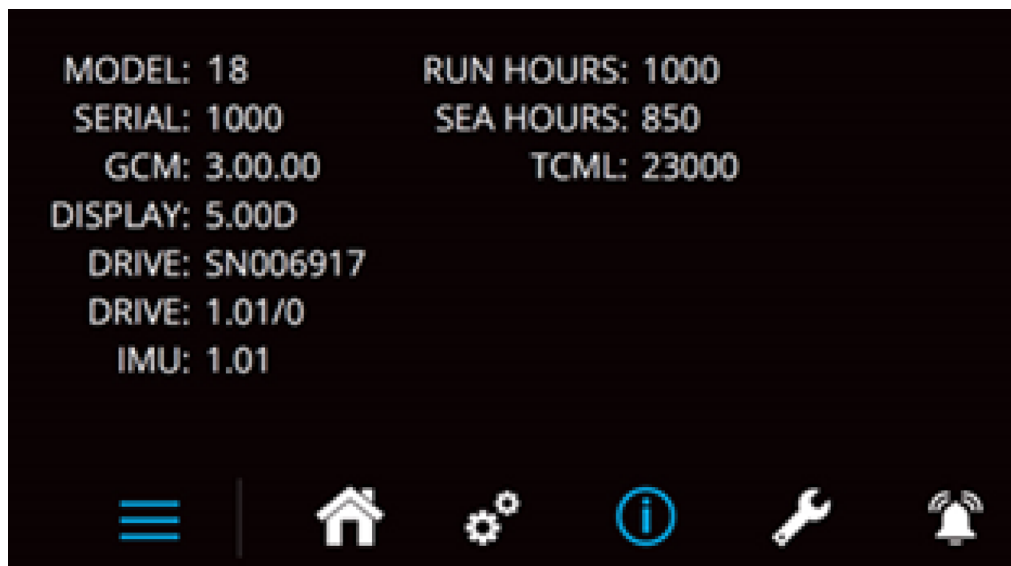 MODEL: 18 RUN HOURS: 1000
SERIAL: 1000 SEA HOURS: 850
GCM: 3.00.00 TCML: 23000
DISPLAY: 5.00D
DRIVE: SN006917
DRIVE: 1.01/0
IMU: 1.01